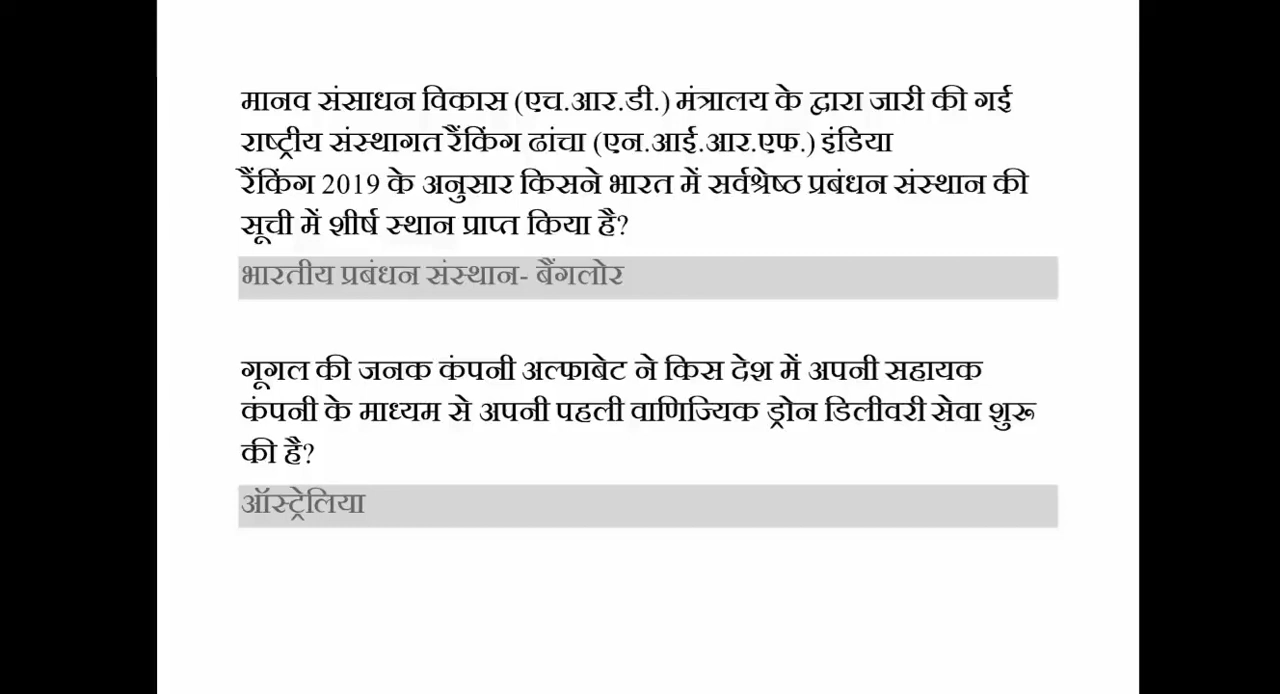 मानव संसाधन विकास (एच.आर.डी.) मंत्रालय के द्वारा जारी की गई
राष्ट्रीय संस्थागत रैंकिंग ढांचा (एन.आई.आर.एफ.) इंडिया
रैंकिंग 2019 के अनुसार किसने भारत में सर्वश्रेष्ठ प्रबंधन संस्थान की
सूची में शीर्ष स्थान प्राप्त किया है?
भारतीय प्रबंधन संस्थान- बैंगलोर
गूगल की जनक कंपनी अल्फाबेट ने किस देश में अपनी सहायक
कंपनी के माध्यम से अपनी पहली वाणिज्यिक ड्रोन डिलीवरी सेवा शुरू
की है?
ऑस्ट्रेलिया